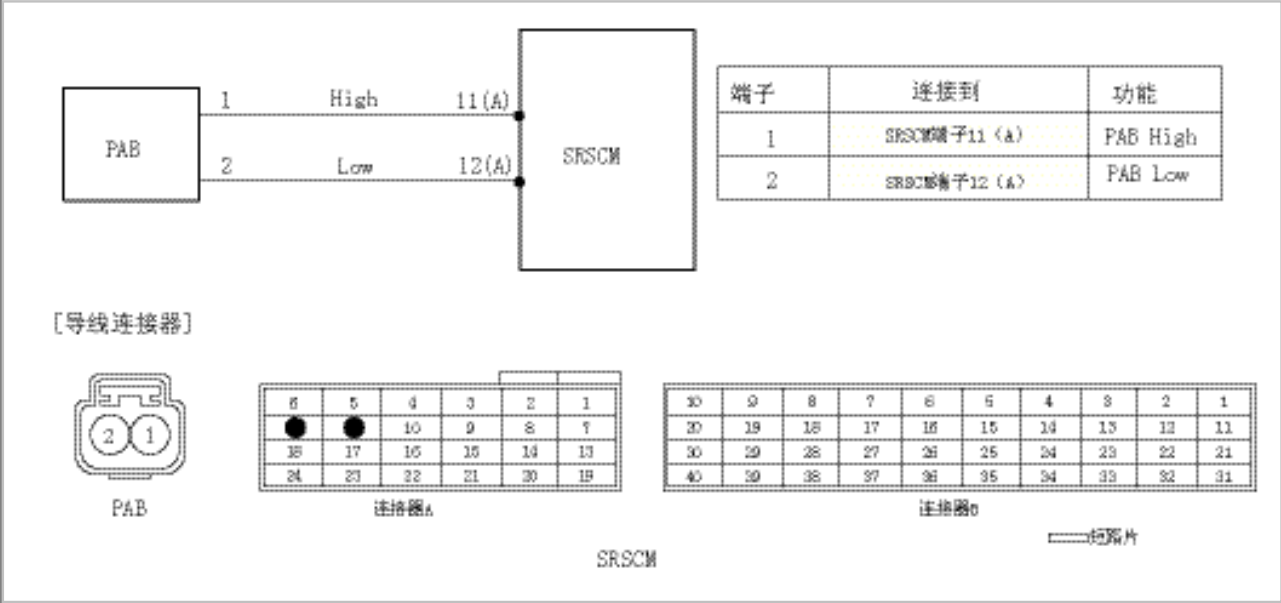 1 High 11(A)
PAB
SRSCM
2 Low 12(A)
端子 连接到 功能
1 SRSCM端子11（A） PAB High
2 SRSCM端子12（A） PAB Low
[导线连接器]
2 1
PAB
6 5 4 3 2 1
10 9 8 7
18 17 16 15 14 13
24 23 22 21 20 19
连接器A
10 9 8 7 6 5 4 3 2 1
20 19 18 17 16 15 14 13 12 11
30 29 28 27 26 25 24 23 22 21
40 39 38 37 36 35 34 33 32 31
连接器B
短路片
SRSCM